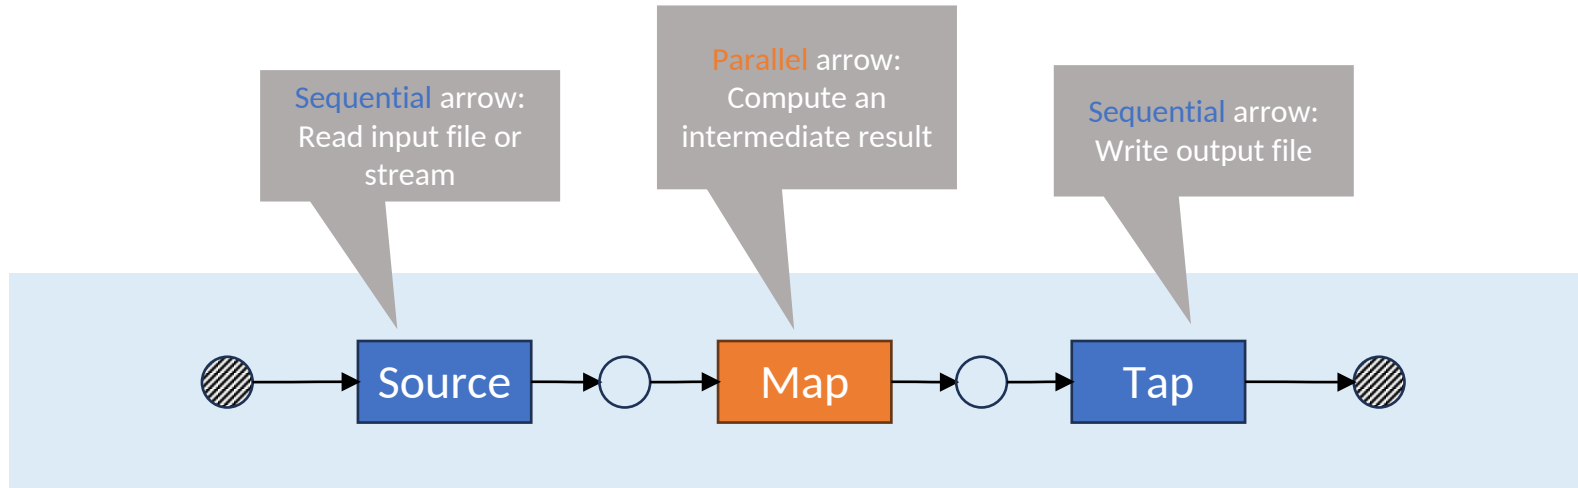 Sequential arrow:
Read input file or
stream
Parallel arrow:
Compute an
intermediate result
Sequential arrow:
Write output file
Source
Map
Tap